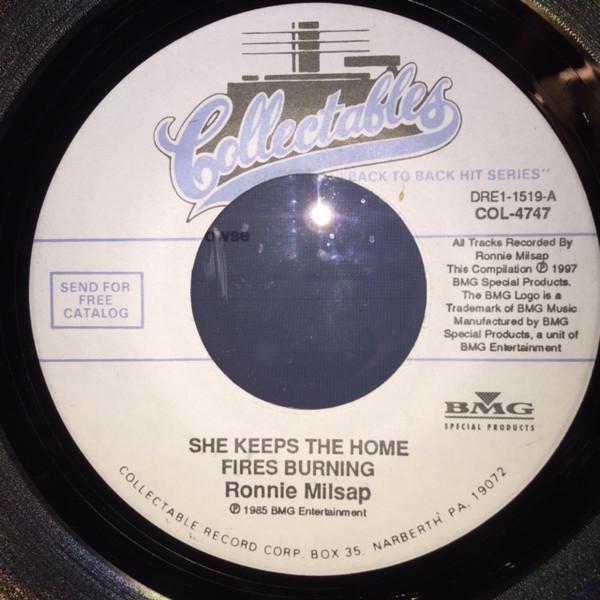 Collectables
"BACK TO BACK HIT SERIES"
DRE1-1519-A
COL-4747
All Tracks Recorded By
Ronnie Milsap
This Compilation ℗ 1997
BMG Special Products.
The BMG Logo is a
Trademark of BMG Music
Manufactured by BMG
Special Products, a unit of
BMG Entertainment
SEND FOR
FREE
CATALOG
BMG
SPECIAL PRODUCTS
SHE KEEPS THE HOME
FIRES BURNING
Ronnie Milsap
℗ 1985 BMG Entertainment
COLLECTABLE RECORD CORP. BOX 35, NARBERTH PA. 19072